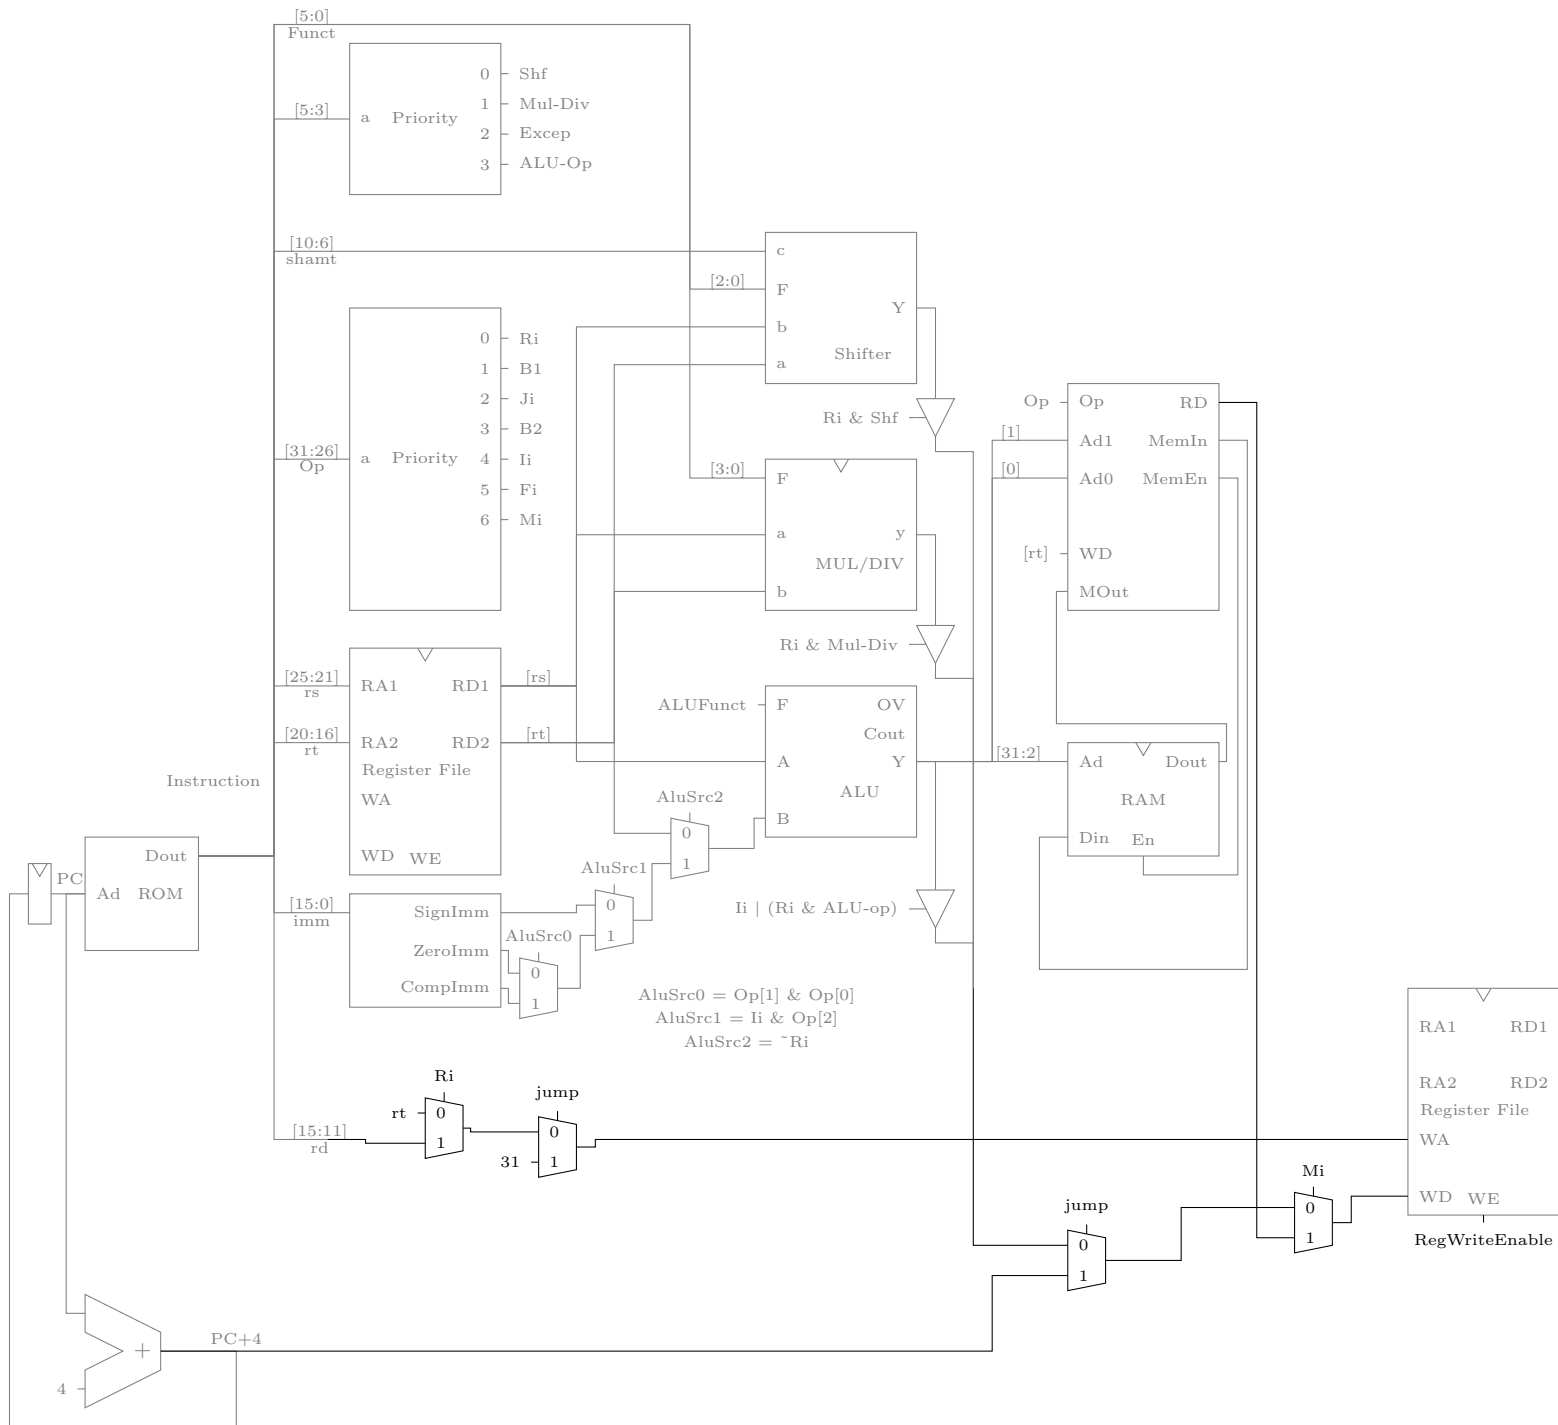 [5:0]
Funct
[5:3]
a Priority
0 Shf
1 Mul-Div
2 Excep
3 ALU-Op
[10:6]
shamt
c
[2:0]
F
Y
b
Shifter
a
Ri & Shf
[31:26]
Op
a Priority
0 Ri
1 B1
2 Ji
3 B2
4 Ii
5 Fi
6 Mi
[3:0]
F
a
y
MUL/DIV
b
Ri & Mul-Div
Op
Op RD
[1]
Ad1 MemIn
[0]
Ad0 MemEn
[rt]
WD
MOut
[25:21]
rs
RA1 RD1
[rs]
[20:16]
rt
RA2 RD2
[rt]
Register File
WA
WD WE
ALUFunct
F OV
Cout
A Y
ALU
B
[31:2]
Ad Dout
RAM
Din En
Instruction
Dout
PC
Ad ROM
[15:0]
imm
SignImm
ZeroImm
CompImm
AluSrc2
0
1
AluSrc1
0
1
AluSrc0
0
1
Ii | (Ri & ALU-op)
AluSrc0 = Op[1] & Op[0]
AluSrc1 = Ii & Op[2]
AluSrc2 = ˜Ri
RA1 RD1
RA2 RD2
Register File
WA
WD WE
RegWriteEnable
Ri
rt
0
1
[15:11]
rd
jump
0
31
1
Mi
0
1
jump
0
1
PC+4
+
4